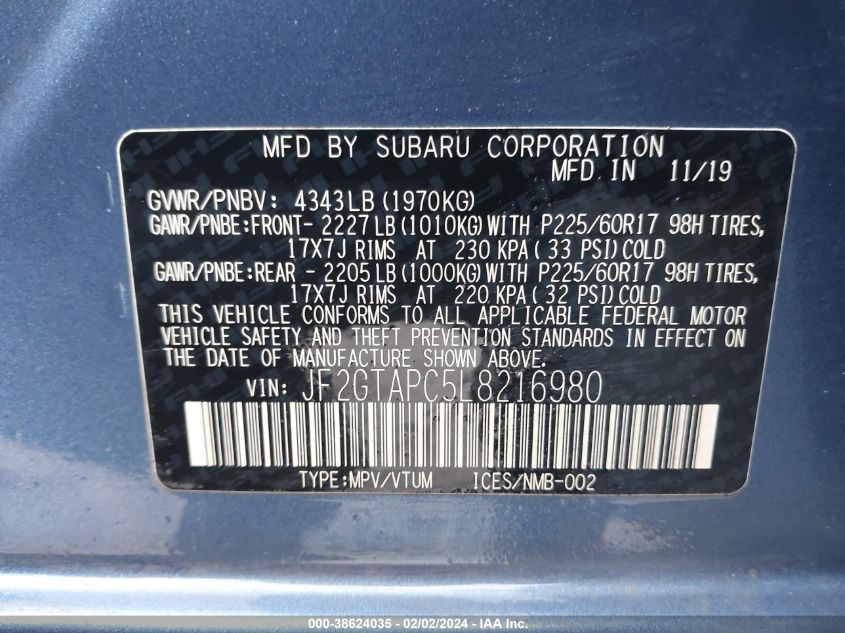 MFD BY SUBARU CORPORATION
MFD IN 11/19
GVWR/PNBV: 4343LB (1970KG)
GAWR/PNBE:FRONT- 2227LB (1010KG) WITH P225/60R17 98H TIRES,
17X7J RIMS AT 230 KPA ( 33 PSI) COLD
GAWR/PNBE:REAR - 2205LB (1000KG) WITH P225/60R17 98H TIRES,
17X7J RIMS AT 220 KPA ( 32 PSI) COLD
THIS VEHICLE CONFORMS TO ALL APPLICABLE FEDERAL MOTOR
VEHICLE SAFETY AND THEFT PREVENTION STANDARDS IN EFFECT ON
THE DATE OF MANUFACTURE SHOWN ABOVE.
VIN: JF2GTAPC5L8216980
TYPE:MPV/VTUM ICES/NMB-002
000-38624035 - 02/02/2024 - IAA Inc.